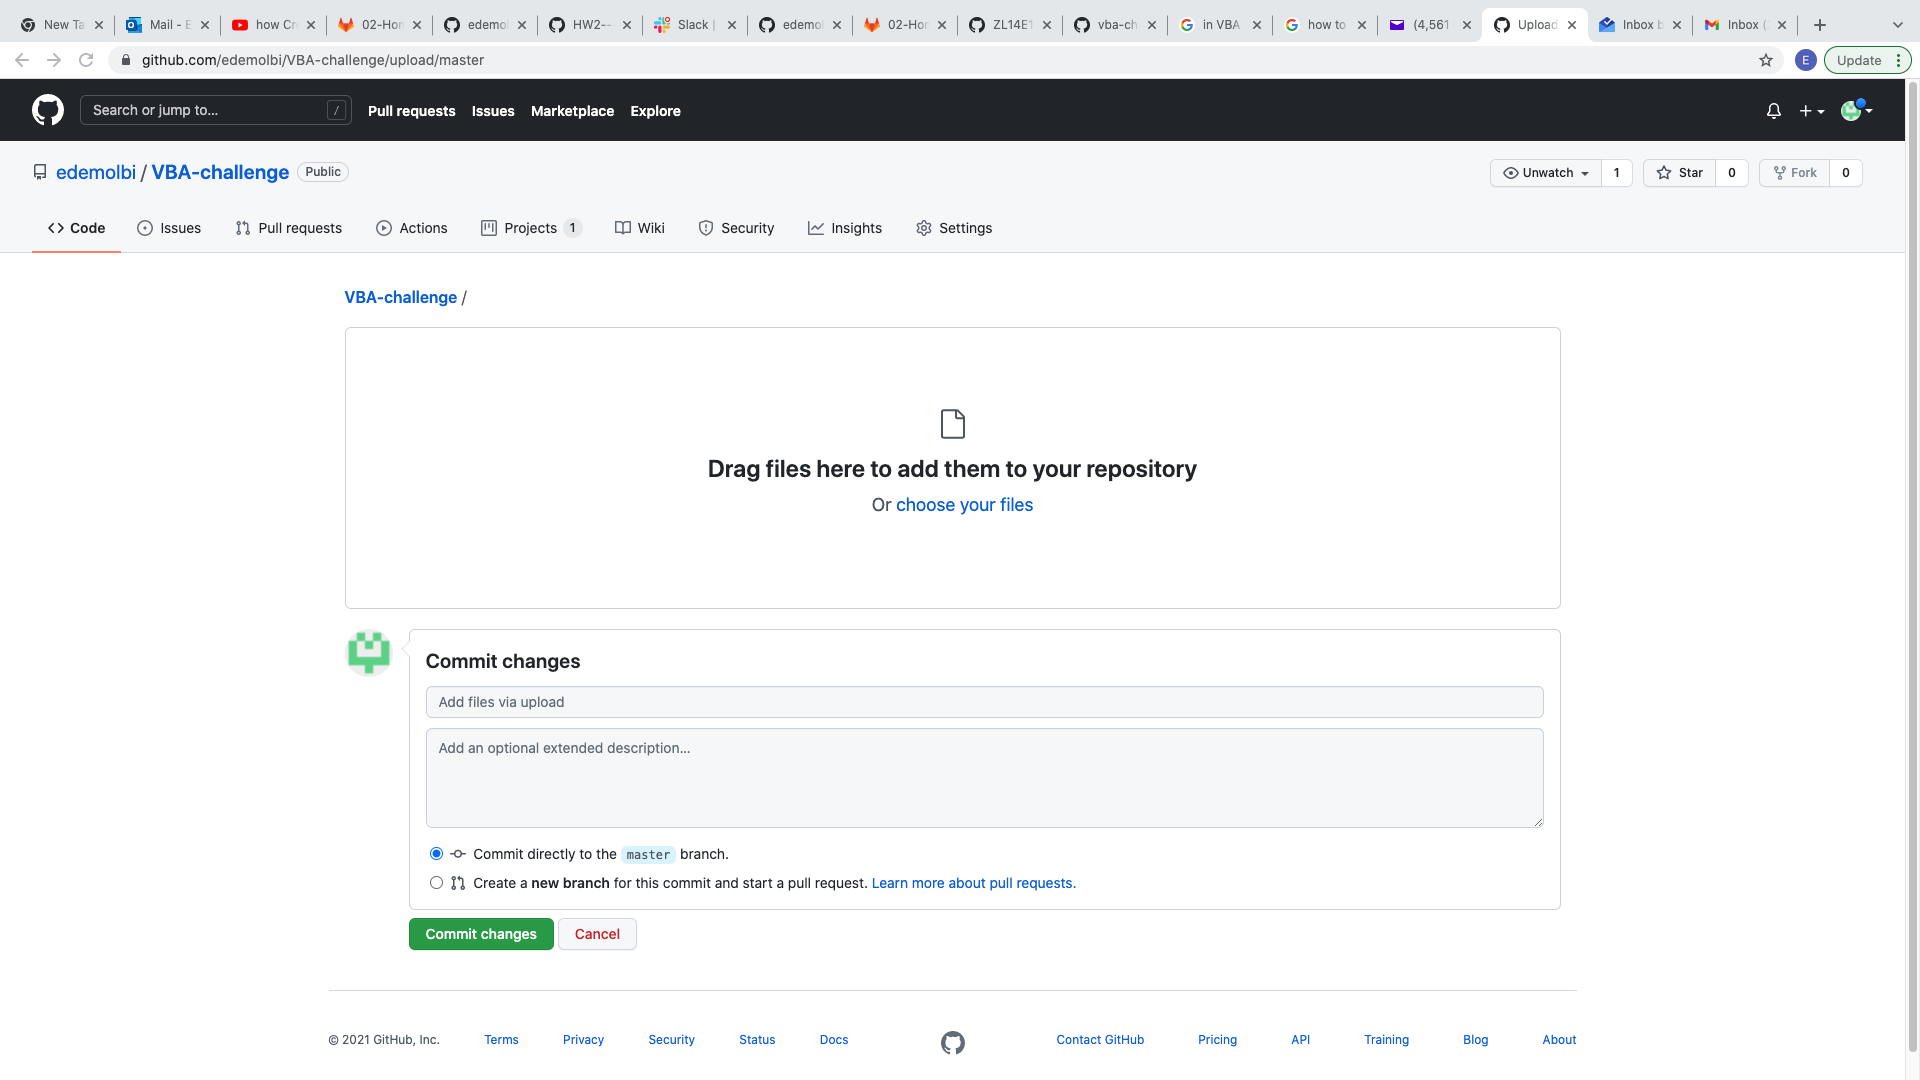 New Ta
Mail - E
how Cr
02-Hon
edemol
HW2--
Slack |
edemol
02-Hor
ZL14E1
vba-ch
in VBA
how to
(4,561
Upload
Inbox b
Inbox (
github.com/edemolbi/VBA-challenge/upload/master
E
Update
Search or jump to...
/
Pull requests
Issues
Marketplace
Explore
edemolbi / VBA-challenge
Public
Unwatch
1
Star
0
Fork
0
Code
Issues
Pull requests
Actions
Projects 1
Wiki
Security
Insights
Settings
VBA-challenge /
Drag files here to add them to your repository
Or choose your files
Commit changes
Add files via upload
Add an optional extended description…
Commit directly to the master branch.
Create a new branch for this commit and start a pull request. Learn more about pull requests.
Commit changes
Cancel
© 2021 GitHub, Inc.
Terms
Privacy
Security
Status
Docs
Contact GitHub
Pricing
API
Training
Blog
About